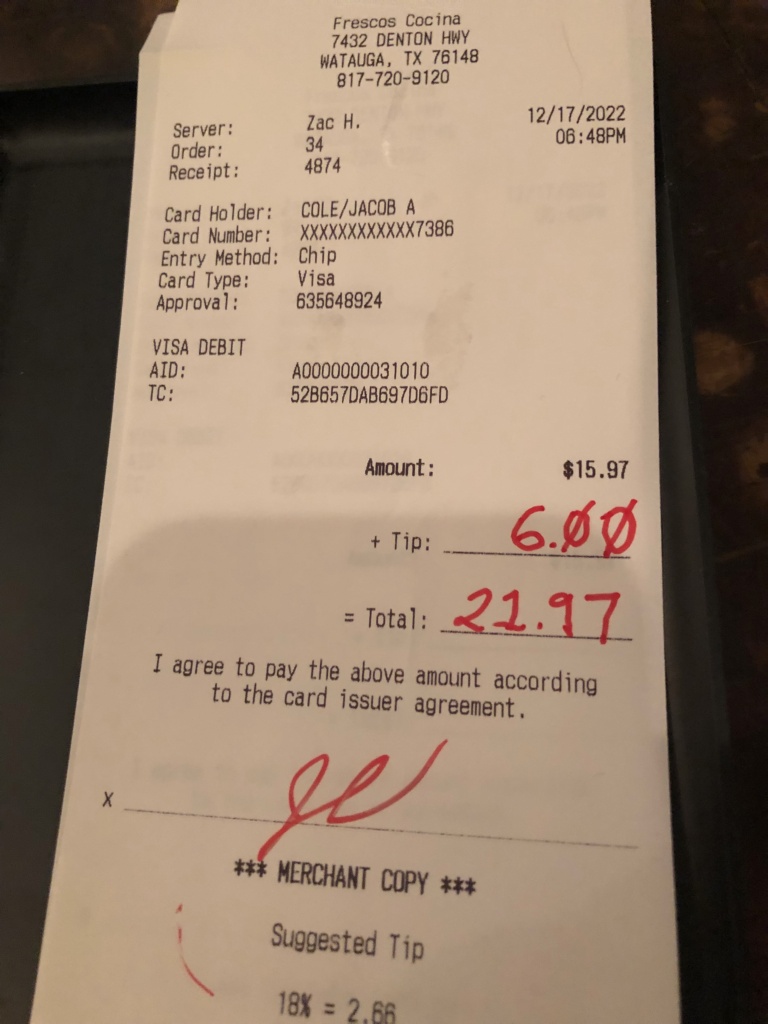 Frescos Cocina
7432 DENTON HWY
WATAUGA, TX 76148
817-720-9120
Server: Zac H. 12/17/2022
Order: 34 06:48PM
Receipt: 4874
Card Holder: COLE/JACOB A
Card Number: XXXXXXXXXXXX7386
Entry Method: Chip
Card Type: Visa
Approval: 635648924
VISA DEBIT
AID: A0000000031010
TC: 52B657DAB697D6FD
Amount: $15.97
+ Tip: 6.00
= Total: 21.97
I agree to pay the above amount according
to the card issuer agreement.
x
*** MERCHANT COPY ***
Suggested Tip
18% = 2.66